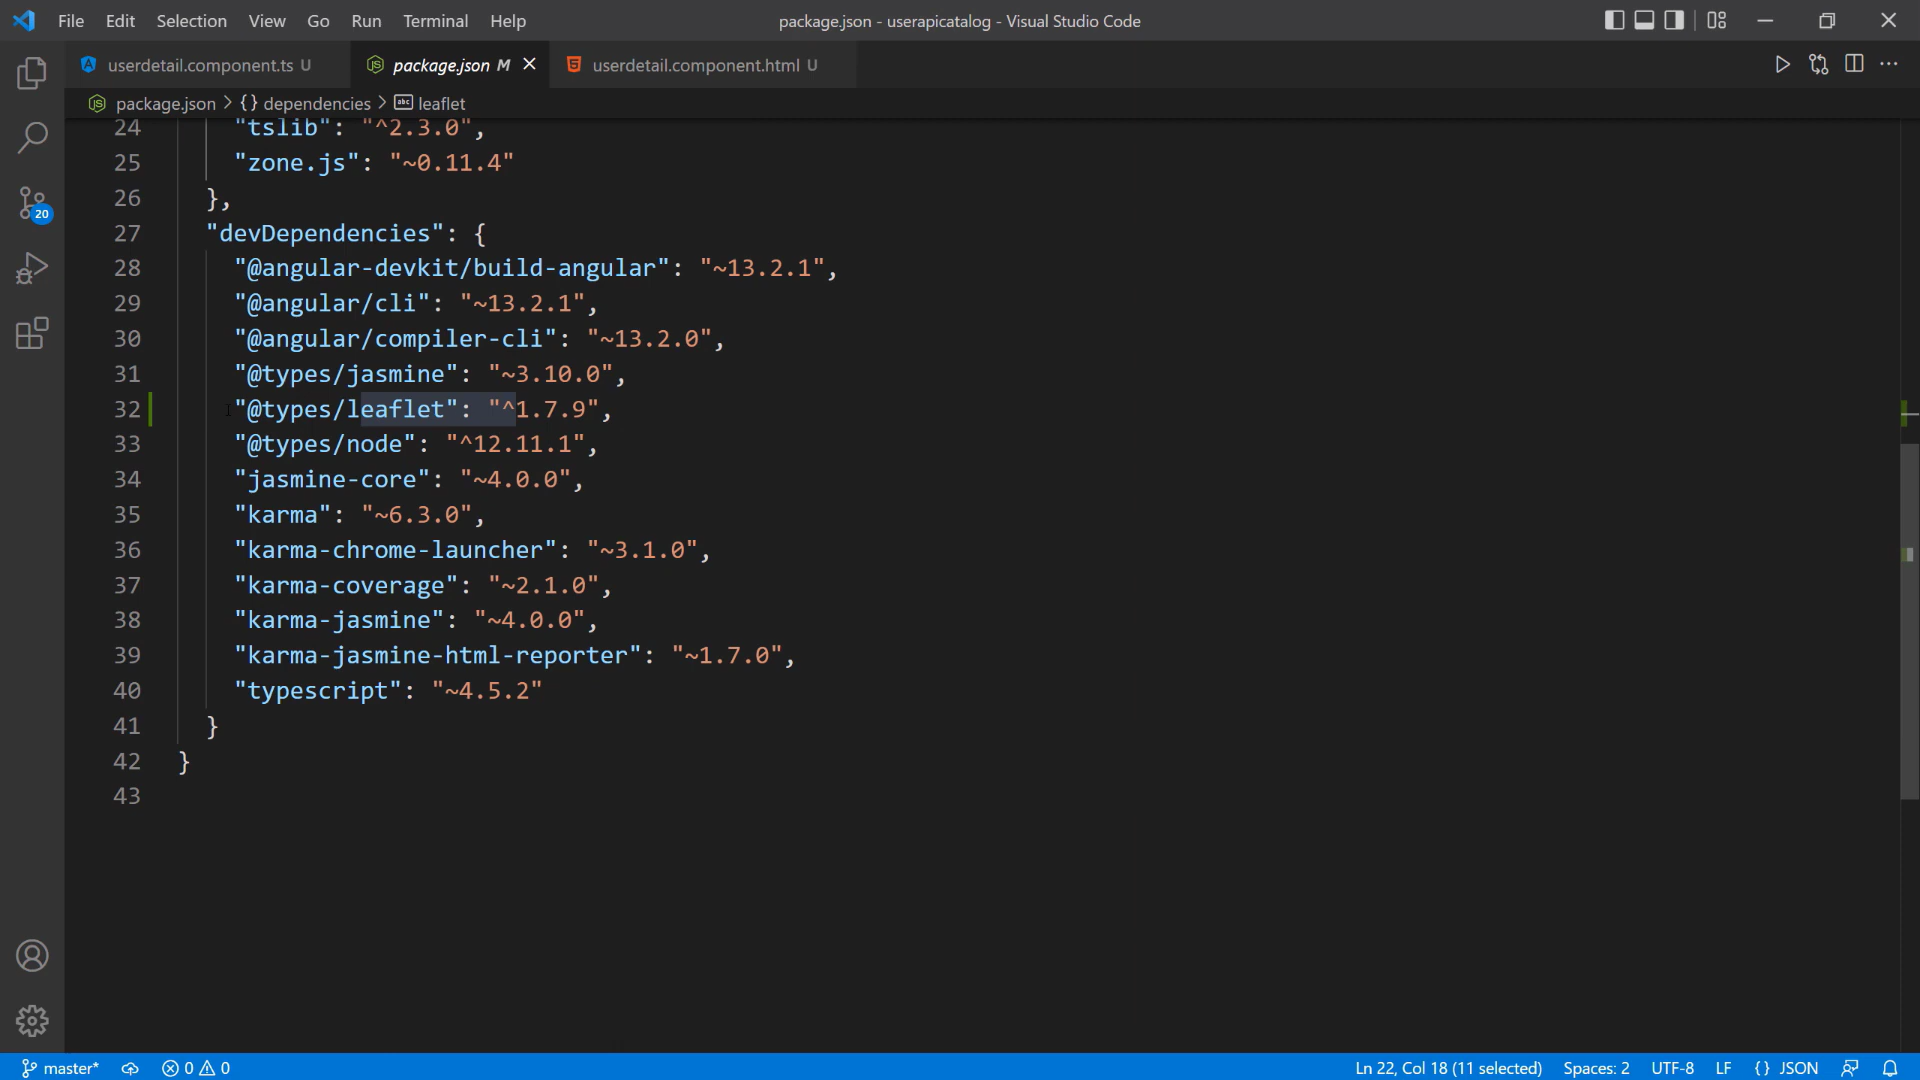 File Edit Selection View Go Run Terminal Help package.json - userapicatalog - Visual Studio Code
userdetail.component.ts U package.json M userdetail.component.html U
package.json > {} dependencies > abc leaflet
24 "tslib": "^2.3.0",
25 "zone.js": "~0.11.4"
26 },
27 "devDependencies": {
28 "@angular-devkit/build-angular": "~13.2.1",
29 "@angular/cli": "~13.2.1",
30 "@angular/compiler-cli": "~13.2.0",
31 "@types/jasmine": "~3.10.0",
32 "@types/leaflet": "^1.7.9",
33 "@types/node": "^12.11.1",
34 "jasmine-core": "~4.0.0",
35 "karma": "~6.3.0",
36 "karma-chrome-launcher": "~3.1.0",
37 "karma-coverage": "~2.1.0",
38 "karma-jasmine": "~4.0.0",
39 "karma-jasmine-html-reporter": "~1.7.0",
40 "typescript": "~4.5.2"
41 }
42 }
43
20
master* 0 0 Ln 22, Col 18 (11 selected) Spaces: 2 UTF-8 LF {} JSON